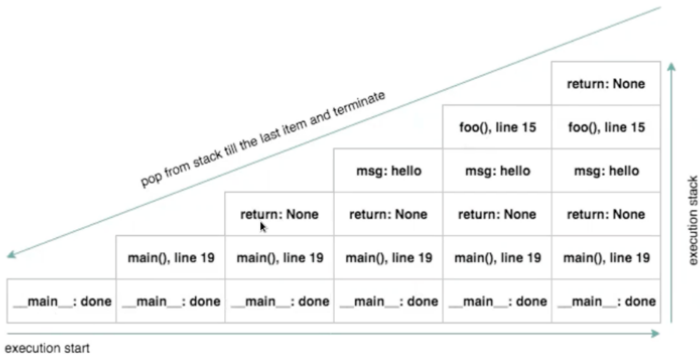 return: None
foo(), line 15 foo(), line 15
msg: hello msg: hello msg: hello
return: None return: None return: None return: None
main(), line 19 main(), line 19 main(), line 19 main(), line 19 main(), line 19
__main__: done __main__: done __main__: done __main__: done __main__: done __main__: done
pop from stack till the last item and terminate
execution stack
execution start